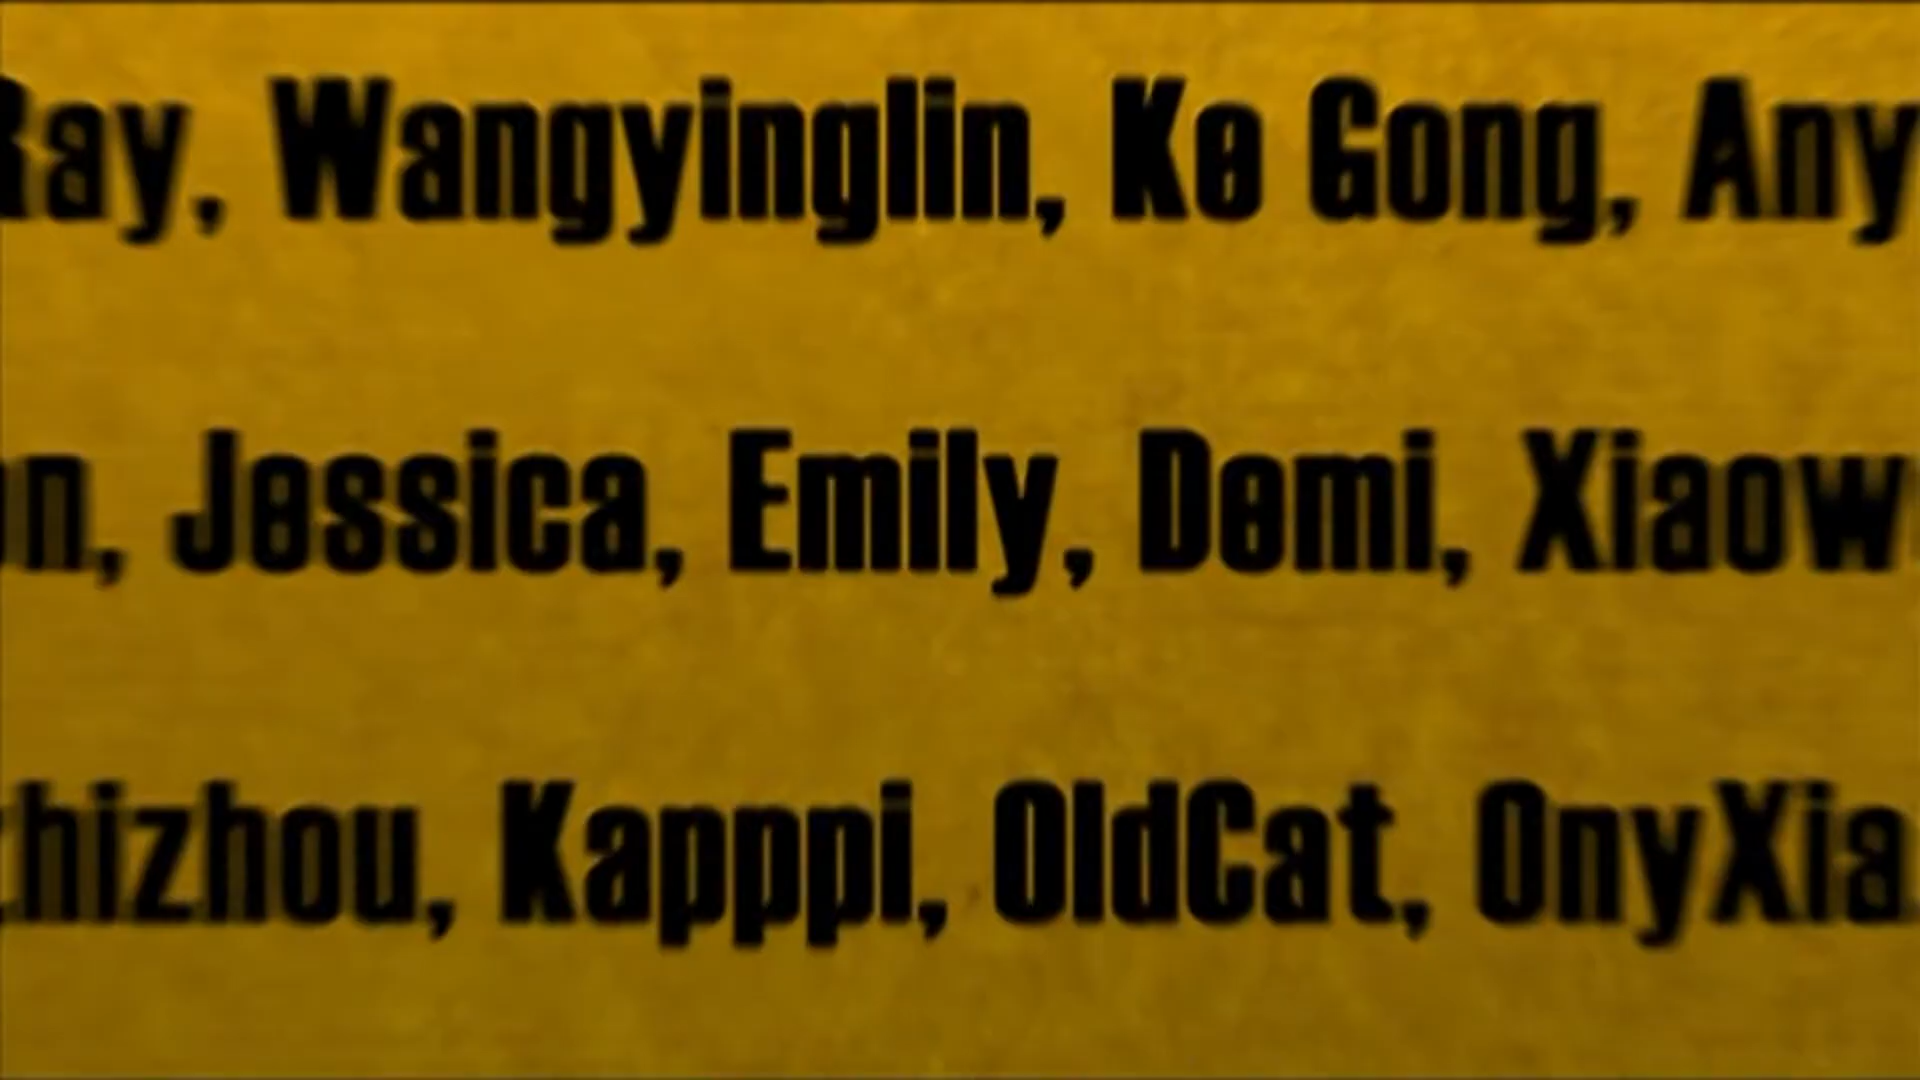 Ray, Wangyinglin, Ke Gong, Any
n, Jessica, Emily, Demi, Xiaow
hizhou, Kapppi, OldCat, OnyXia